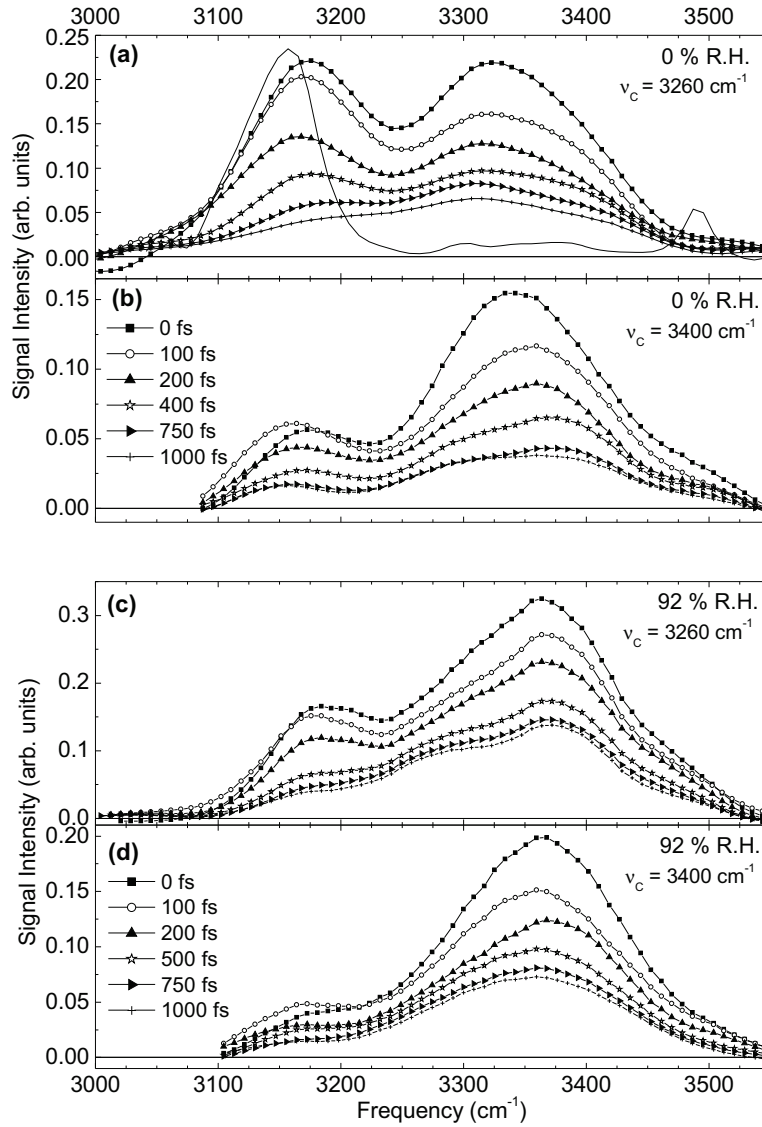 3000 3100 3200 3300 3400 3500
0.25
0.20
0.15
0.10
0.05
0.00
(a)
0 % R.H.
νC = 3260 cm-1
0.15
0.10
0.05
0.00
(b)
0 % R.H.
νC = 3400 cm-1
0 fs
100 fs
200 fs
400 fs
750 fs
1000 fs
Signal Intensity (arb. units)
0.3
0.2
0.1
0.0
(c)
92 % R.H.
νC = 3260 cm-1
0.20
0.15
0.10
0.05
0.00
(d)
92 % R.H.
νC = 3400 cm-1
0 fs
100 fs
200 fs
500 fs
750 fs
1000 fs
Signal Intensity (arb. units)
3000 3100 3200 3300 3400 3500
Frequency (cm-1)